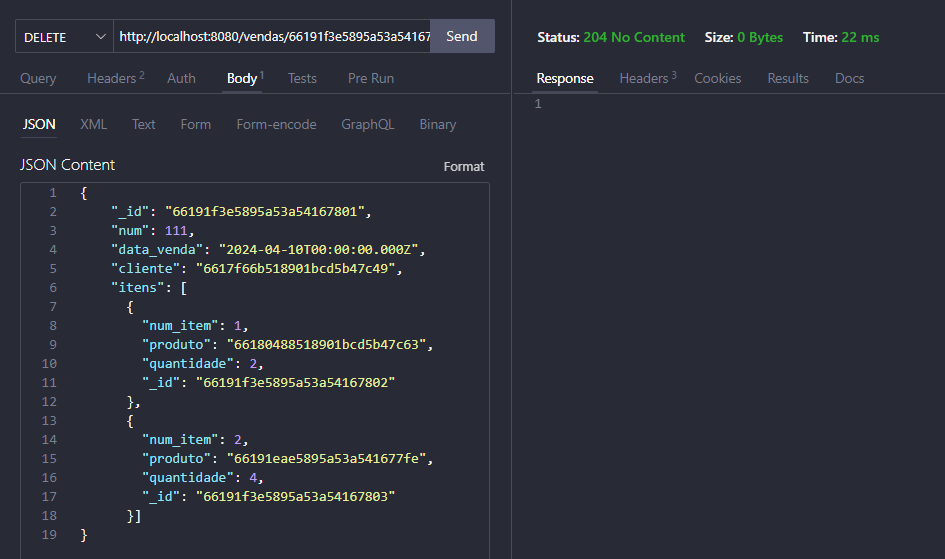 DELETE http://localhost:8080/vendas/66191f3e5895a53a54167 Send
Query Headers 2 Auth Body 1 Tests Pre Run
JSON XML Text Form Form-encode GraphQL Binary
JSON Content Format
1 {
2 "_id": "66191f3e5895a53a54167801",
3 "num": 111,
4 "data_venda": "2024-04-10T00:00:00.000Z",
5 "cliente": "6617f66b518901bcd5b47c49",
6 "itens": [
7 {
8 "num_item": 1,
9 "produto": "66180488518901bcd5b47c63",
10 "quantidade": 2,
11 "_id": "66191f3e5895a53a54167802"
12 },
13 {
14 "num_item": 2,
15 "produto": "66191eae5895a53a541677fe",
16 "quantidade": 4,
17 "_id": "66191f3e5895a53a54167803"
18 }]
19 }
Status: 204 No Content Size: 0 Bytes Time: 22 ms
Response Headers 3 Cookies Results Docs
1